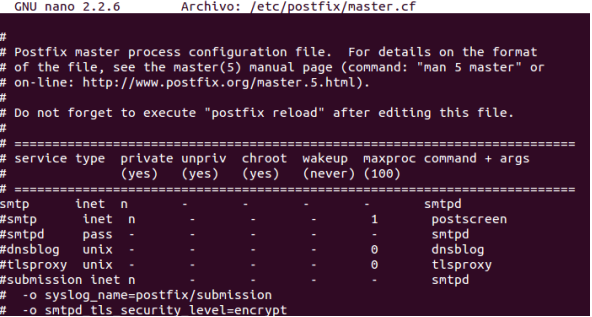 GNU nano 2.2.6        Archivo: /etc/postfix/master.cf
#
# Postfix master process configuration file.  For details on the format
# of the file, see the master(5) manual page (command: "man 5 master" or
# on-line: http://www.postfix.org/master.5.html).
#
# Do not forget to execute "postfix reload" after editing this file.
#
# ==========================================================================
# service type  private unpriv  chroot  wakeup  maxproc command + args
#               (yes)   (yes)   (yes)   (never) (100)
# ==========================================================================
smtp      inet  n       -       -       -       -       smtpd
#smtp      inet  n       -       -       -       1       postscreen
#smtpd     pass  -       -       -       -       -       smtpd
#dnsblog   unix  -       -       -       -       0       dnsblog
#tlsproxy  unix  -       -       -       -       0       tlsproxy
#submission inet n       -       -       -       -       smtpd
#  -o syslog_name=postfix/submission
#  -o smtpd_tls_security_level=encrypt